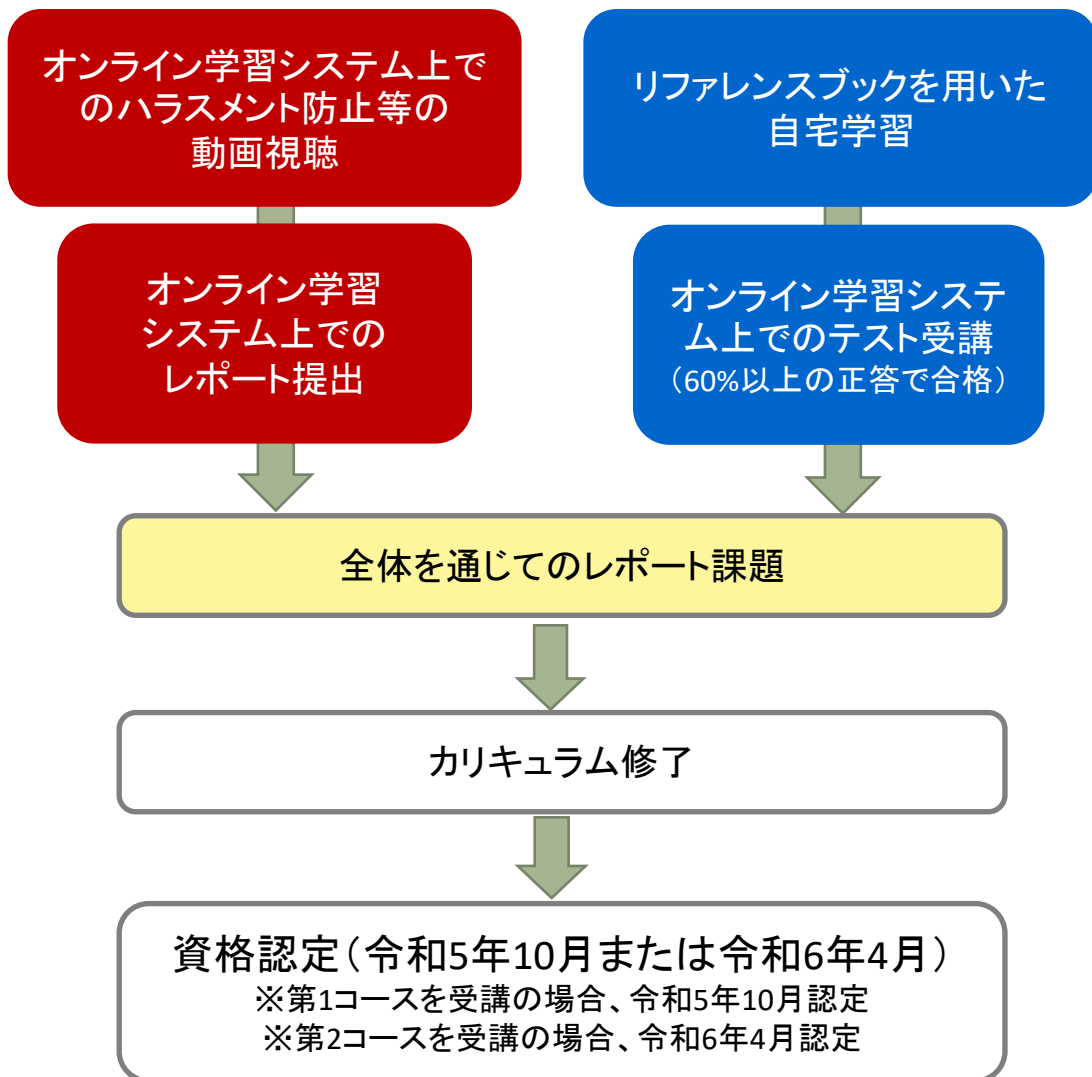 オンライン学習システム上で
のハラスメント防止等の
動画視聴
リファレンスブックを用いた
自宅学習
オンライン学習
システム上での
レポート提出
オンライン学習システ
ム上でのテスト受講
（60%以上の正答で合格）
全体を通じてのレポート課題
カリキュラム修了
資格認定（令和5年10月または令和6年4月）
※第1コースを受講の場合、令和5年10月認定
※第2コースを受講の場合、令和6年4月認定